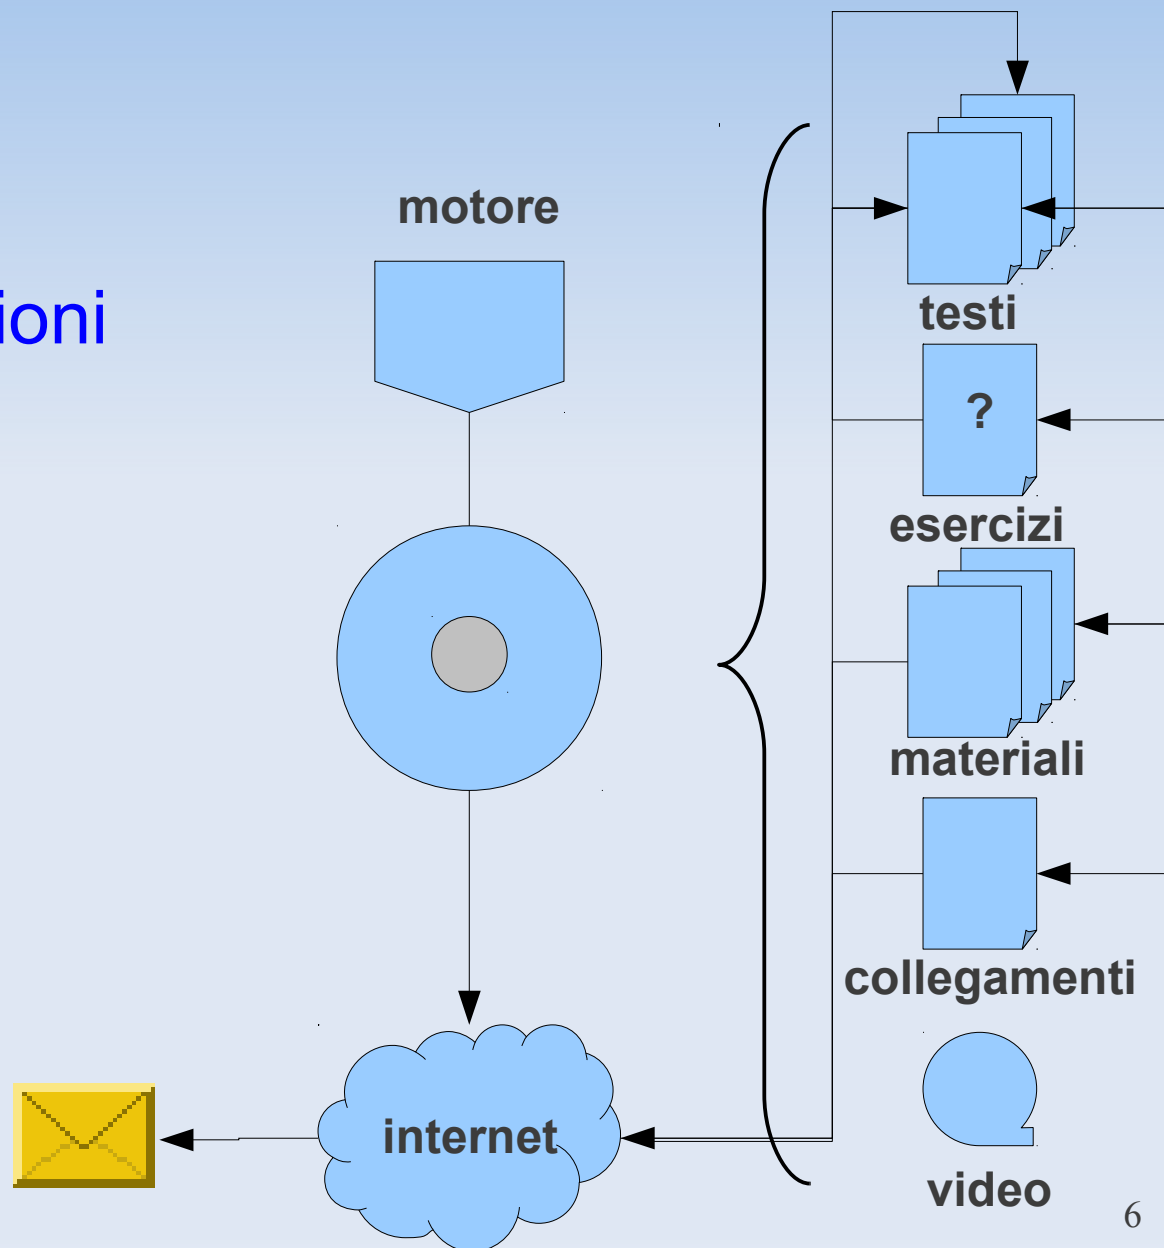 motore
ioni
testi
?
esercizi
materiali
collegamenti
internet
video
6